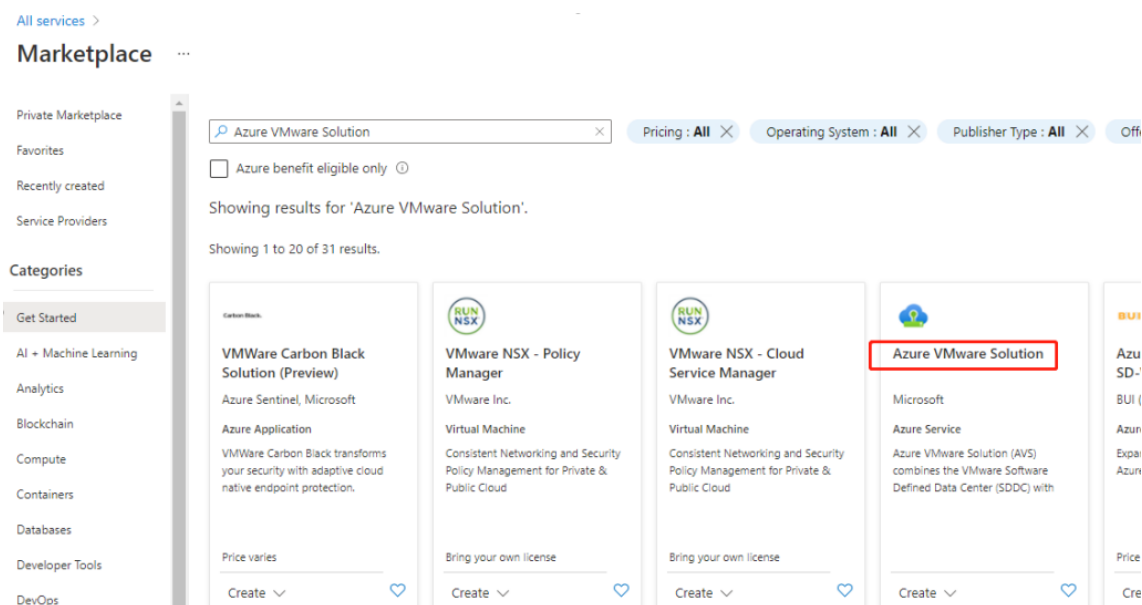 All services >
Marketplace ...
Private Marketplace
Favorites
Recently created
Service Providers
Categories
Get Started
AI + Machine Learning
Analytics
Blockchain
Compute
Containers
Databases
Developer Tools
DevOps
Azure VMware Solution
Pricing : All
Operating System : All
Publisher Type : All
Azure benefit eligible only
Showing results for 'Azure VMware Solution'.
Showing 1 to 20 of 31 results.
Carbon Black.
VMWare Carbon Black
Solution (Preview)
Azure Sentinel, Microsoft
Azure Application
VMWare Carbon Black transforms
your security with adaptive cloud
native endpoint protection.
Price varies
Create
RUN
NSX
VMware NSX - Policy
Manager
VMware Inc.
Virtual Machine
Consistent Networking and Security
Policy Management for Private &
Public Cloud
Bring your own license
Create
RUN
NSX
VMware NSX - Cloud
Service Manager
VMware Inc.
Virtual Machine
Consistent Networking and Security
Policy Management for Private &
Public Cloud
Bring your own license
Create
Azure VMware Solution
Microsoft
Azure Service
Azure VMware Solution (AVS)
combines the VMware Software
Defined Data Center (SDDC) with
Create
BUI
SD-
BUI (
Price